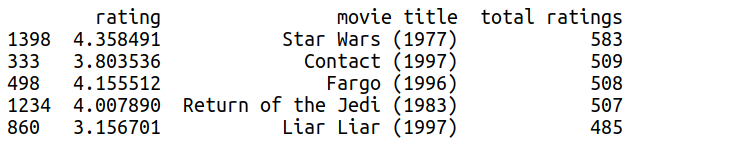 rating movie title total ratings
1398 4.358491 Star Wars (1977) 583
333 3.803536 Contact (1997) 509
498 4.155512 Fargo (1996) 508
1234 4.007890 Return of the Jedi (1983) 507
860 3.156701 Liar Liar (1997) 485